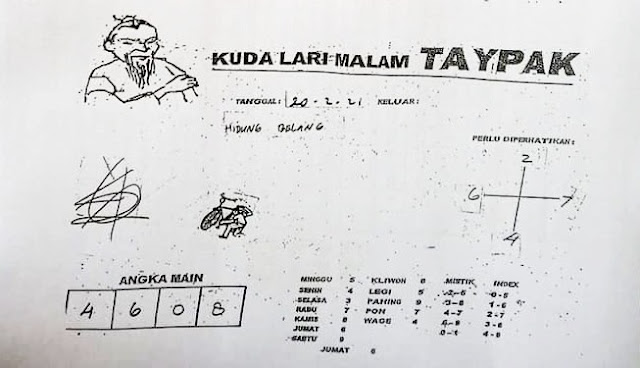 KUDA LARI MALAM TAYPAK
TANGGAL: 20-2-21 KELUAR:
HIDUNG BELANG
PERLU DIPERHATIKAN:
2
6 7
4
ANGKA MAIN
4 6 0 8
MINGGU 5 KLIWON 8 MISTIK INDEX
SENIN 4 LEGI 5 2-5 0-5
SELASA 3 PAHING 9 3-8 1-6
RABU 7 PON 7 4-7 2-7
KAMIS 8 WAGE 4 6-9 3-8
JUMAT 6 0-1 4-9
SABTU 9
JUMAT 6